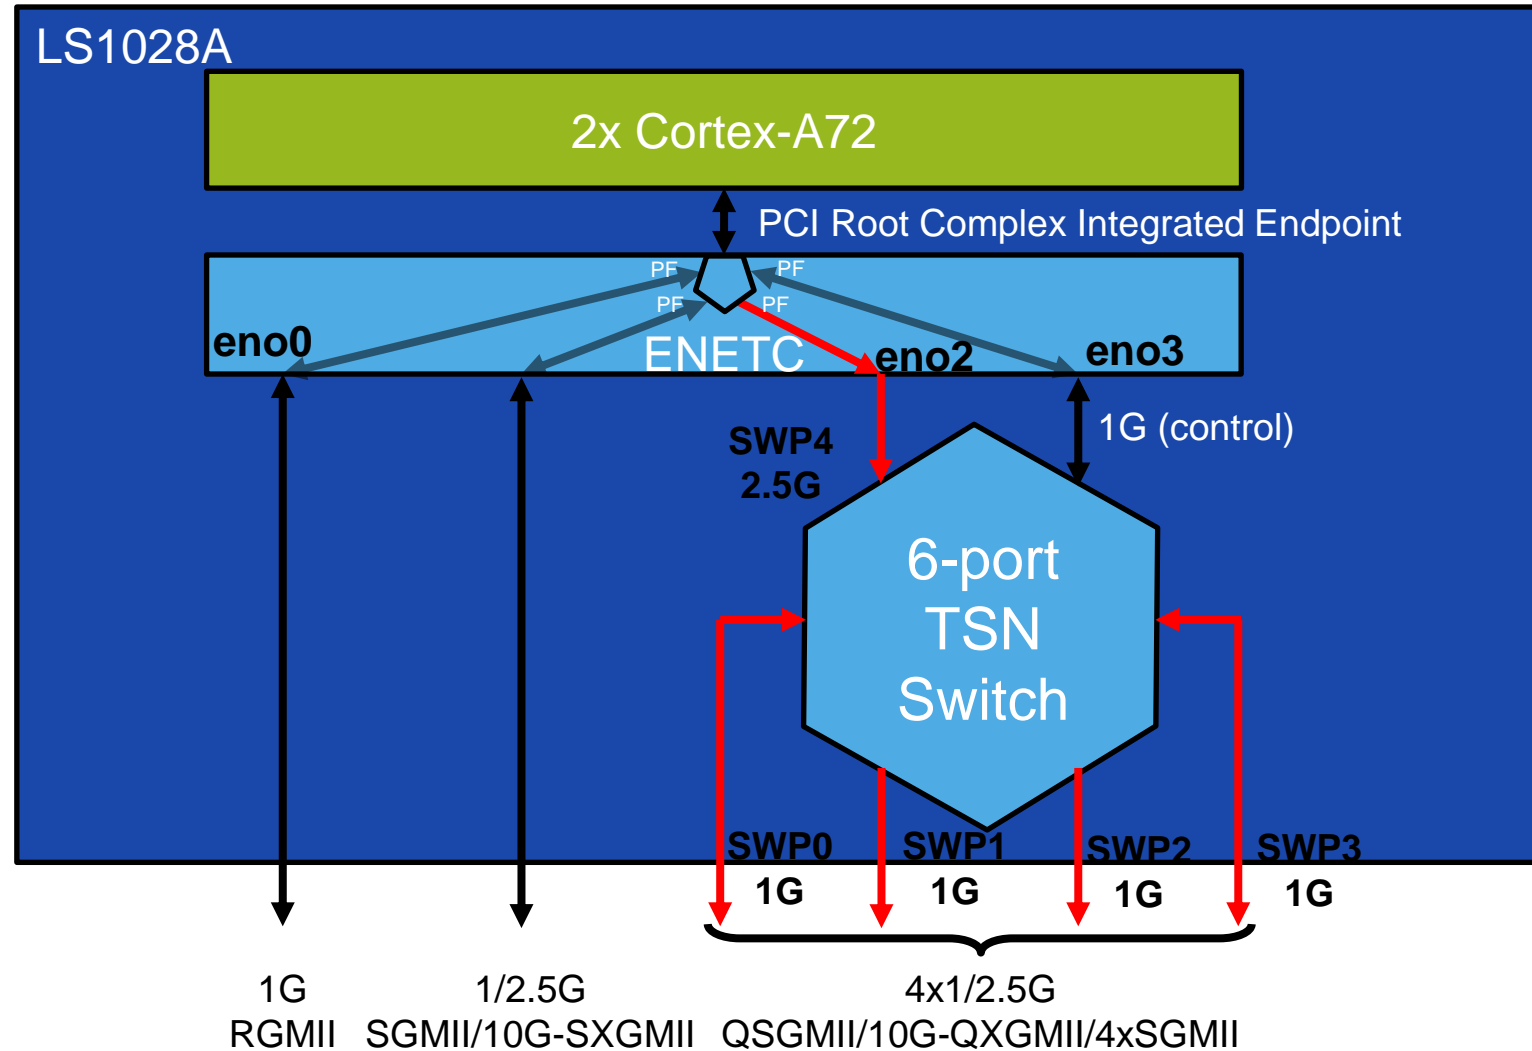 LS1028A
2x Cortex-A72
PCI Root Complex Integrated Endpoint
PF
PF
PF
PF
eno0
ENETC
eno2
eno3
1G (control)
SWP4
2.5G
6-port
TSN
Switch
SWP0
1G
SWP1
1G
SWP2
1G
SWP3
1G
1G
RGMII
1/2.5G
SGMII/10G-SXGMII
4x1/2.5G
QSGMII/10G-QXGMII/4xSGMII